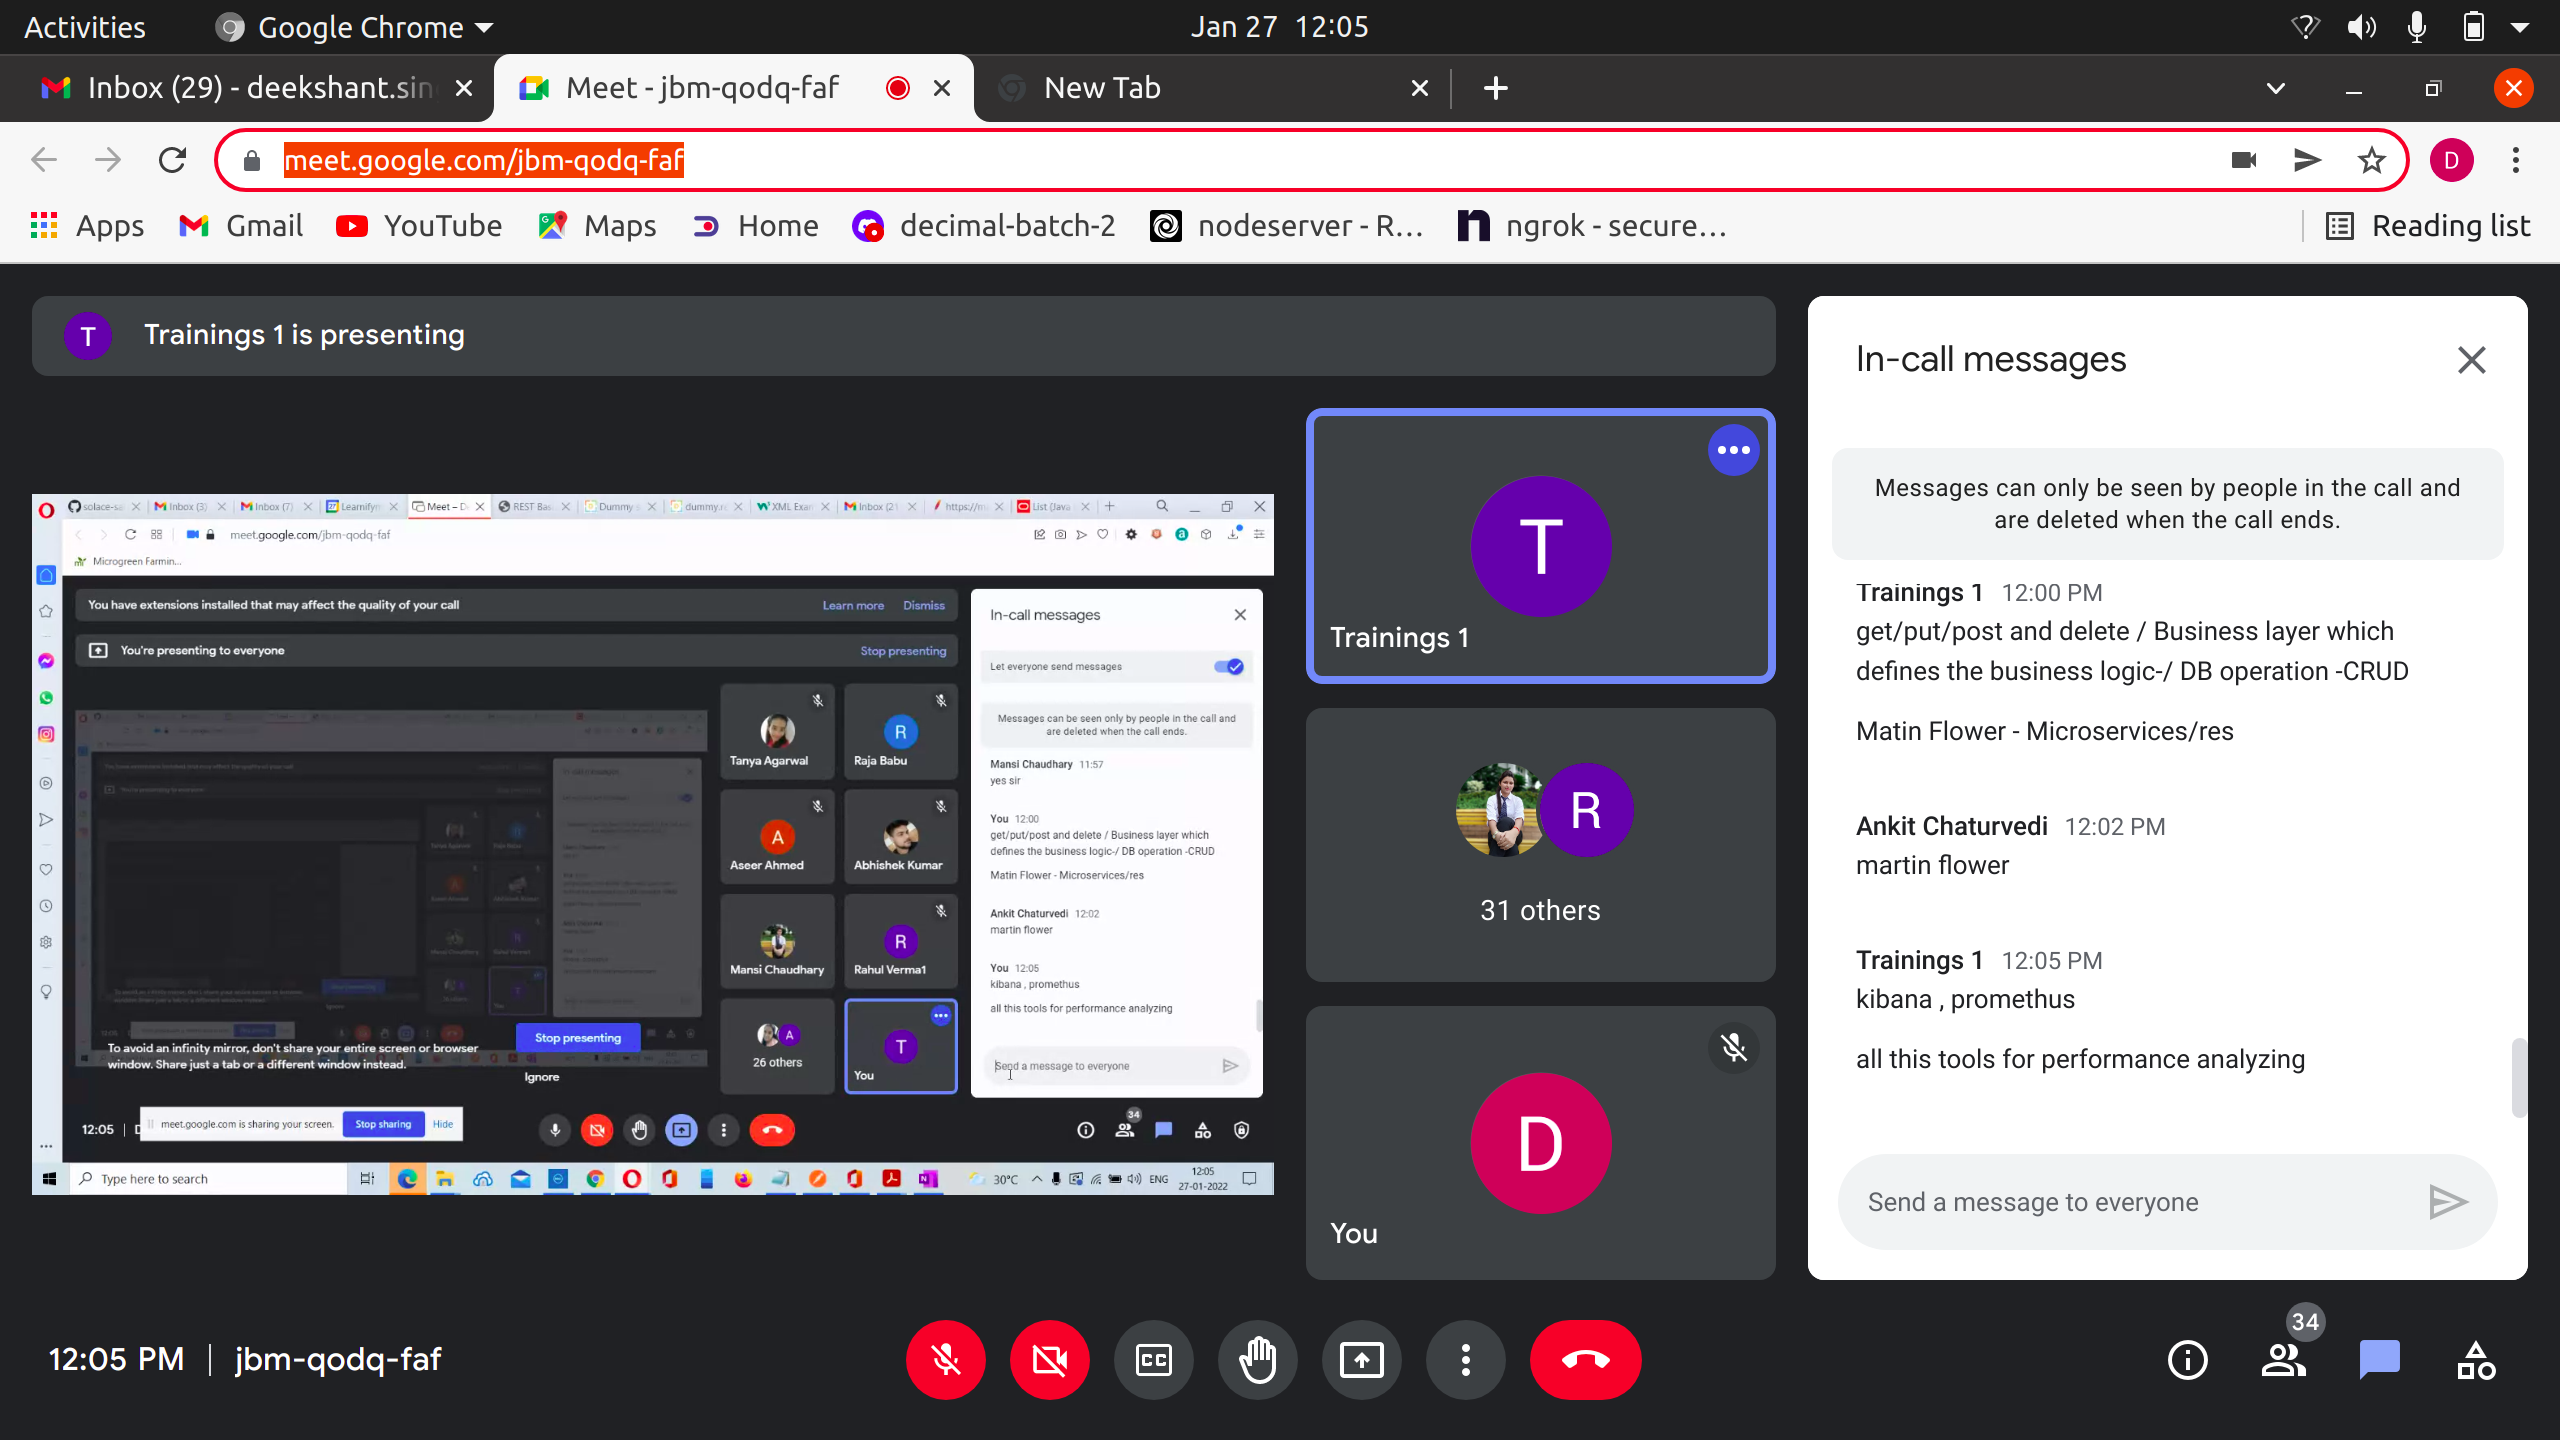 Activities
Google Chrome
Jan 27 12:05
Inbox (29) - deekshant.sin
Meet - jbm-qodq-faf
New Tab
meet.google.com/jbm-qodq-faf
D
Apps
Gmail
YouTube
Maps
Home
decimal-batch-2
nodeserver - R...
ngrok - secure...
Reading list
T
Trainings 1 is presenting
solace-sa
Inbox (3)
Inbox (7)
Learnifyn
Meet – D
REST Bas
Dummy
dummy.r
XML Exar
Inbox (21
https://m
List (Java
meet.google.com/jbm-qodq-faf
Microgreen Farmin...
You have extensions installed that may affect the quality of your call
Learn more
Dismiss
You're presenting to everyone
Stop presenting
Tanya Agarwal
R
Raja Babu
A
Aseer Ahmed
Abhishek Kumar
Mansi Chaudhary
R
Rahul Verma1
A
26 others
T
You
To avoid an infinity mirror, don't share your entire screen or browser
window. Share just a tab or a different window instead.
Stop presenting
Ignore
In-call messages
Let everyone send messages
Messages can be seen only by people in the call and
are deleted when the call ends.
Mansi Chaudhary 11:57
yes sir
You 12:00
get/put/post and delete / Business layer which
defines the business logic-/ DB operation -CRUD
Matin Flower - Microservices/res
Ankit Chaturvedi 12:02
martin flower
You 12:05
kibana , promethus
all this tools for performance analyzing
Send a message to everyone
12:05
meet.google.com is sharing your screen.
Stop sharing
Hide
34
Type here to search
30°C
ENG
12:05
27-01-2022
T
Trainings 1
R
31 others
D
You
In-call messages
Messages can only be seen by people in the call and
are deleted when the call ends.
Trainings 1 12:00 PM
get/put/post and delete / Business layer which
defines the business logic-/ DB operation -CRUD
Matin Flower - Microservices/res
Ankit Chaturvedi 12:02 PM
martin flower
Trainings 1 12:05 PM
kibana , promethus
all this tools for performance analyzing
Send a message to everyone
12:05 PM | jbm-qodq-faf
34